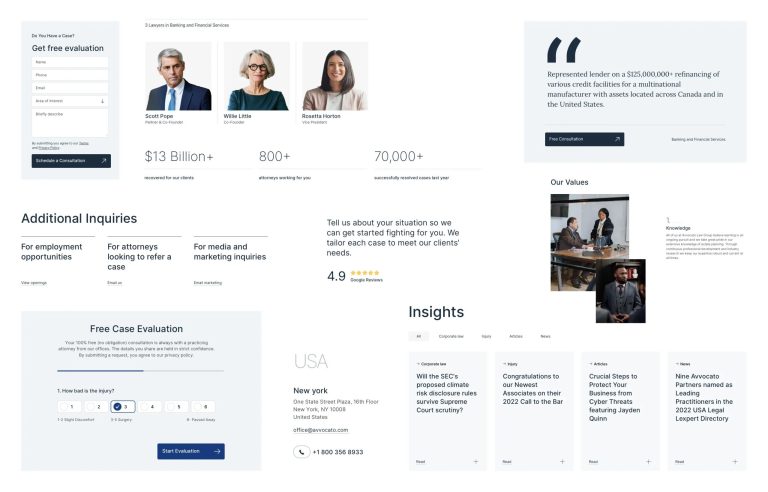 Do You Have a Case?
Get free evaluation
Name
Phone
Email
Area of Interest
Briefly describe
By submitting you agree to our Terms
and Privacy Policy
Schedule a Consultation
3 Lawyers in Banking and Financial Services
Scott Pope
Partner & Co-Founder
Willie Little
Co-Founder
Rosetta Horton
Vice President
$13 Billion+
recovered for our clients
800+
attorneys working for you
70,000+
successfully resolved cases last year
Represented lender on a $125,000,000+ refinancing of
various credit facilities for a multinational
manufacturer with assets located across Canada and in
the United States.
Free Consultation
Banking and Financial Services
Our Values
1.
Knowledge
Additional Inquiries
For employment
opportunities
View openings
For attorneys
looking to refer a
case
Email us
For media and
marketing inquiries
Email marketing
Tell us about your situation so we
can get started fighting for you. We
tailor each case to meet our clients'
needs.
4.9
Google Reviews
Free Case Evaluation
Your 100% free (no obligation) consultation is always with a practicing
attorney from our offices. The details you share are held in strict confidence.
By submitting a request, you agree to our privacy policy.
1. How bad is the injury?
1
2
3
4
5
6
1-2 Slight Discomfort
3-5 Surgery
6- Passed Away
Start Evaluation
USA
New york
One State Street Plaza, 16th Floor
New York, NY 10008
United States
office@avvocato.com
+1 800 356 8933
Insights
All
Corporate law
Injury
Articles
News
Corporate law
Will the SEC's
proposed climate
risk disclosure rules
survive Supreme
Court scrutiny?
Read
Injury
Congratulations to
our Newest
Associates on their
2022 Call to the Bar
Read
Articles
Crucial Steps to
Protect Your
Business from
Cyber Threats
featuring Jayden
Quinn
Read
News
Nine Avvocato
Partners named as
Leading
Practitioners in the
2022 USA Legal
Lexpert Directory
Read